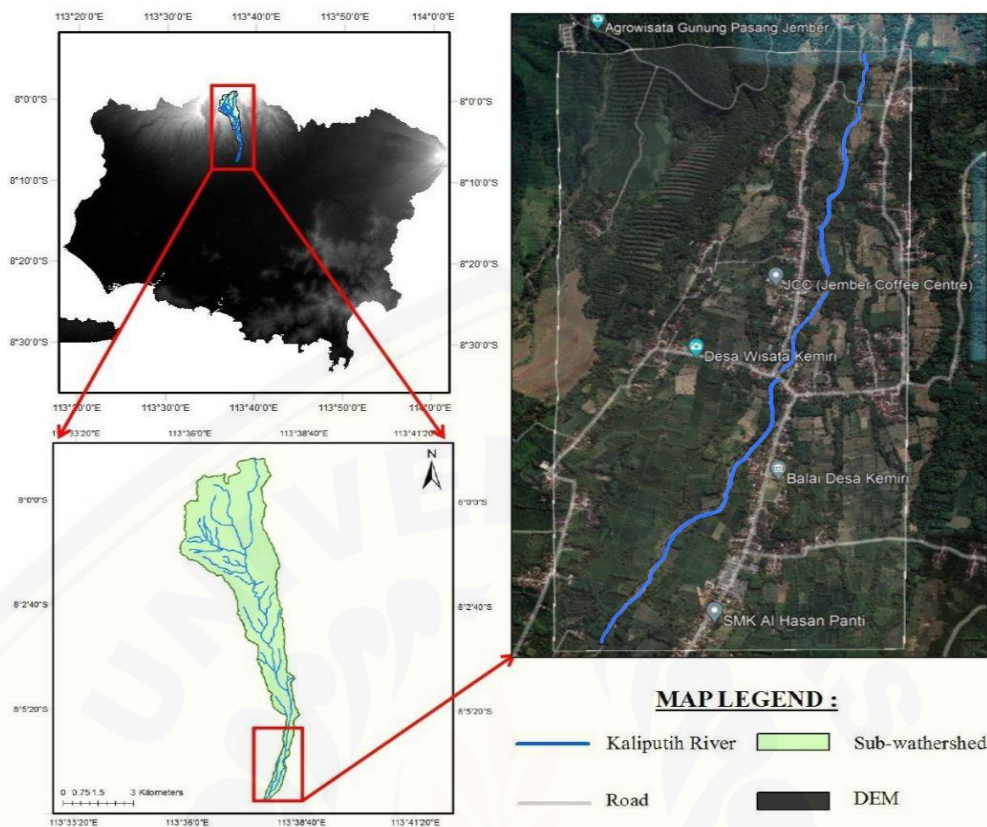 113°20'0"E 113°30'0"E 113°40'0"E 113°50'0"E 114°0'0"E
8°0'0"S 8°0'0"S
8°10'0"S 8°10'0"S
8°20'0"S 8°20'0"S
8°30'0"S 8°30'0"S
113°20'0"E 113°30'0"E 113°40'0"E 113°50'0"E 114°0'0"E
113°33'20"E 113°36'0"E 113°38'40"E 113°41'20"E
N
8°0'0"S 8°0'0"S
8°2'40"S 8°2'40"S
8°5'20"S 8°5'20"S
0 0.75 1.5 3 Kilometers
113°33'20"E 113°36'0"E 113°38'40"E 113°41'20"E
Agrowisata Gunung Pasang Jember
JCC (Jember Coffee Centre)
Desa Wisata Kemiri
Balai Desa Kemiri
SMK Al Hasan Panti
MAP LEGEND :
Kaliputih River Sub-wathershed
Road DEM